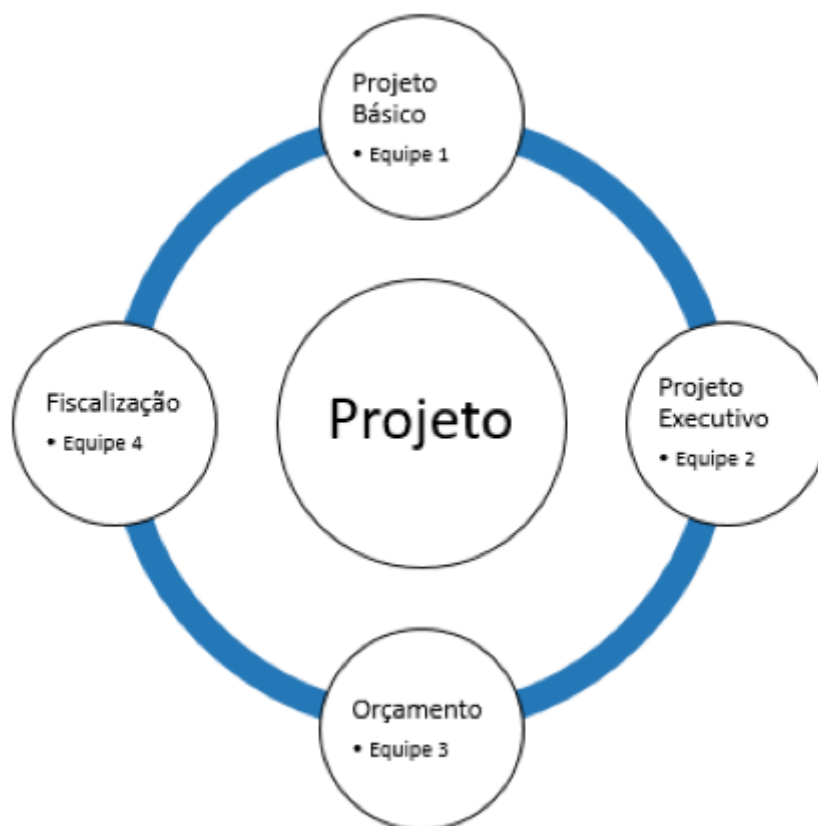 Projeto
Básico
• Equipe 1
Fiscalização
• Equipe 4
Projeto
Projeto
Executivo
• Equipe 2
Orçamento
• Equipe 3